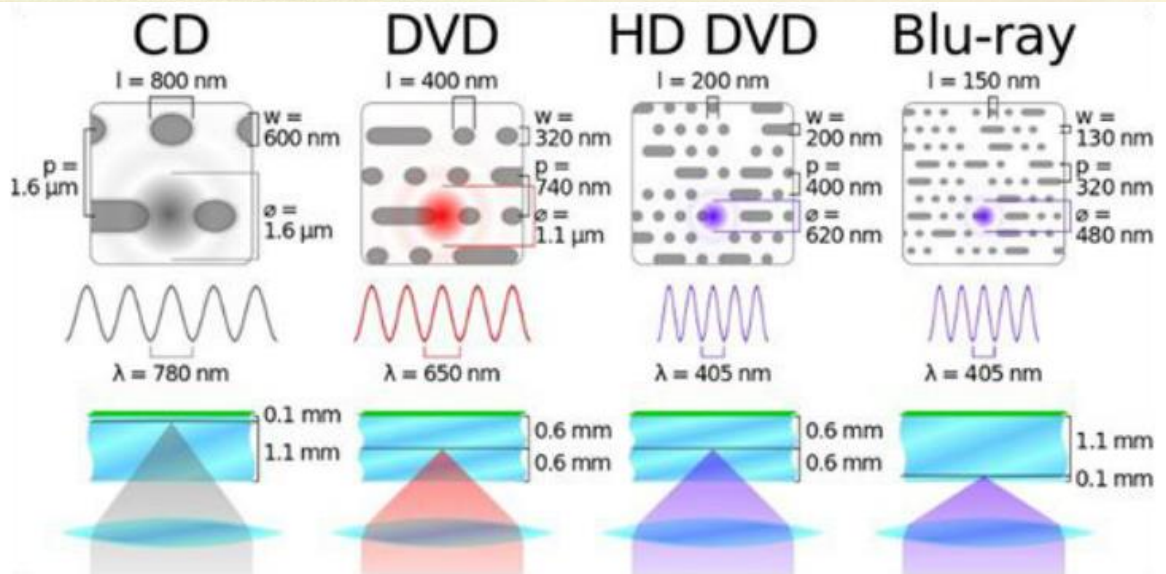 CD
l = 800 nm
w =
600 nm
p =
1.6 µm
ø =
1.6 µm
λ = 780 nm
0.1 mm
1.1 mm
DVD
l = 400 nm
w =
320 nm
p =
740 nm
ø =
1.1 µm
λ = 650 nm
0.6 mm
0.6 mm
HD DVD
l = 200 nm
w =
200 nm
p =
400 nm
ø =
620 nm
λ = 405 nm
0.6 mm
0.6 mm
Blu-ray
l = 150 nm
w =
130 nm
p =
320 nm
ø =
480 nm
λ = 405 nm
1.1 mm
0.1 mm